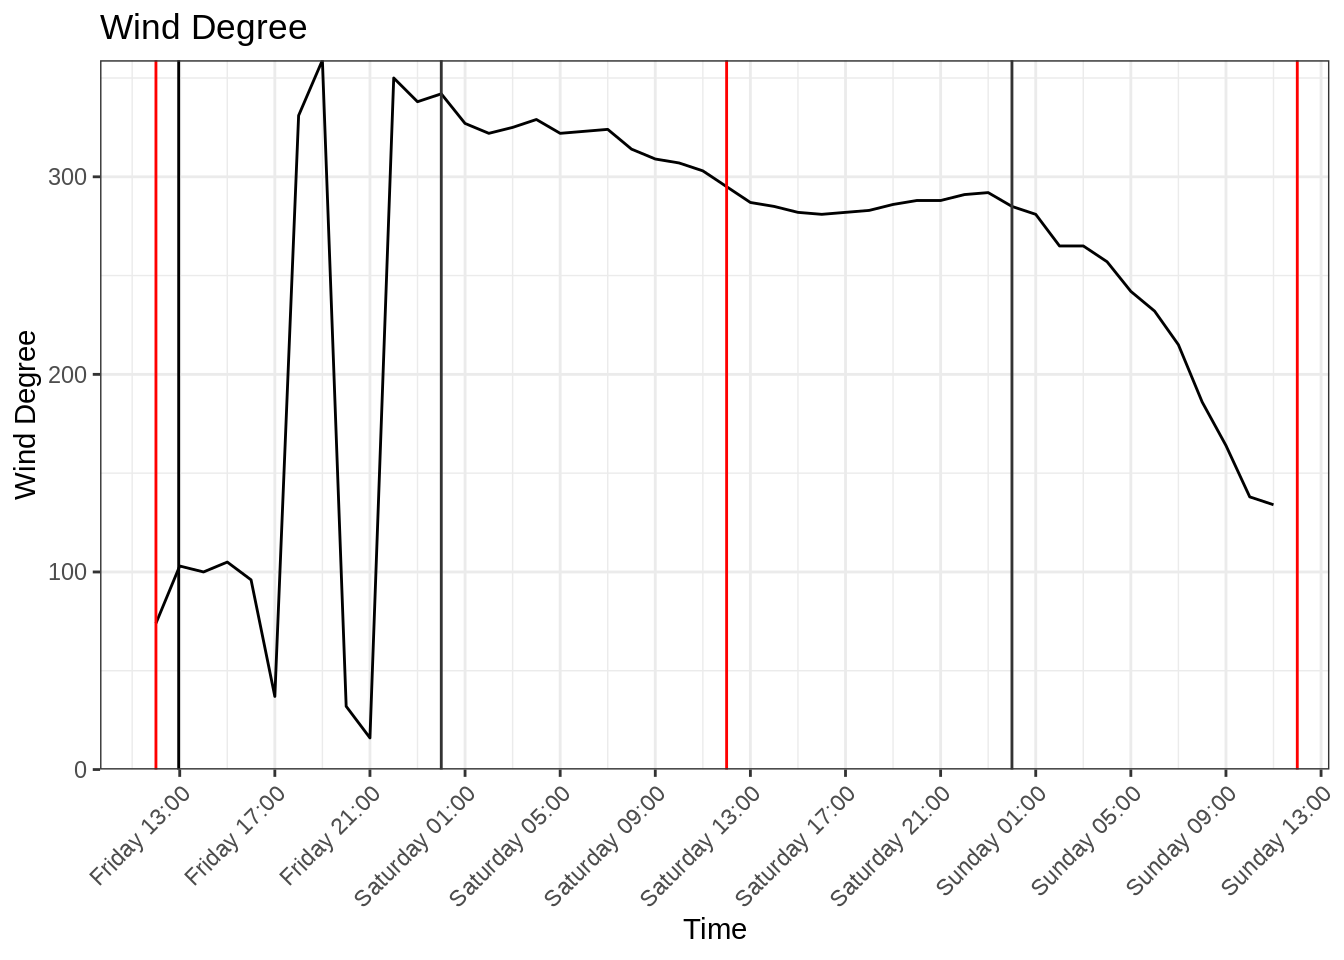 Wind Degree
300
200
100
0
Wind Degree
Friday 13:00
Friday 17:00
Friday 21:00
Saturday 01:00
Saturday 05:00
Saturday 09:00
Saturday 13:00
Saturday 17:00
Saturday 21:00
Sunday 01:00
Sunday 05:00
Sunday 09:00
Sunday 13:00
Time